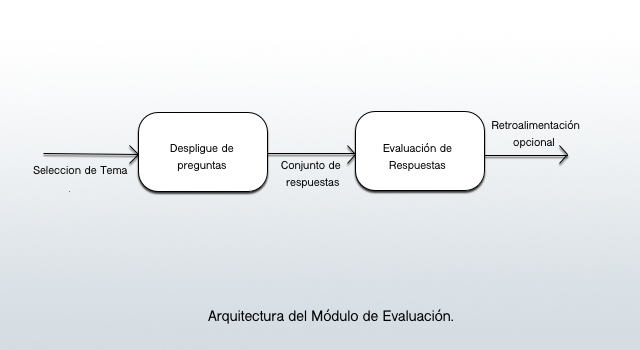 Seleccion de Tema
Despligue de
preguntas
Conjunto de
respuestas
Evaluación de
Respuestas
Retroalimentación
opcional
Arquitectura del Módulo de Evaluación.